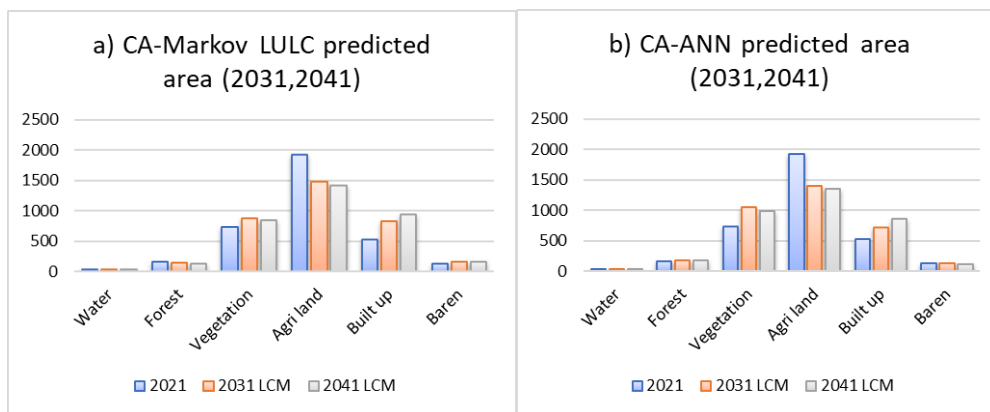 a) CA-Markov LULC predicted
area (2031,2041)
2500
2000
1500
1000
500
0
Water
Forest
Vegetation
Agri land
Built up
Baren
2021
2031 LCM
2041 LCM
b) CA-ANN predicted area
(2031,2041)
2500
2000
1500
1000
500
0
Water
Forest
Vegetation
Agri land
Built up
Baren
2021
2031 LCM
2041 LCM